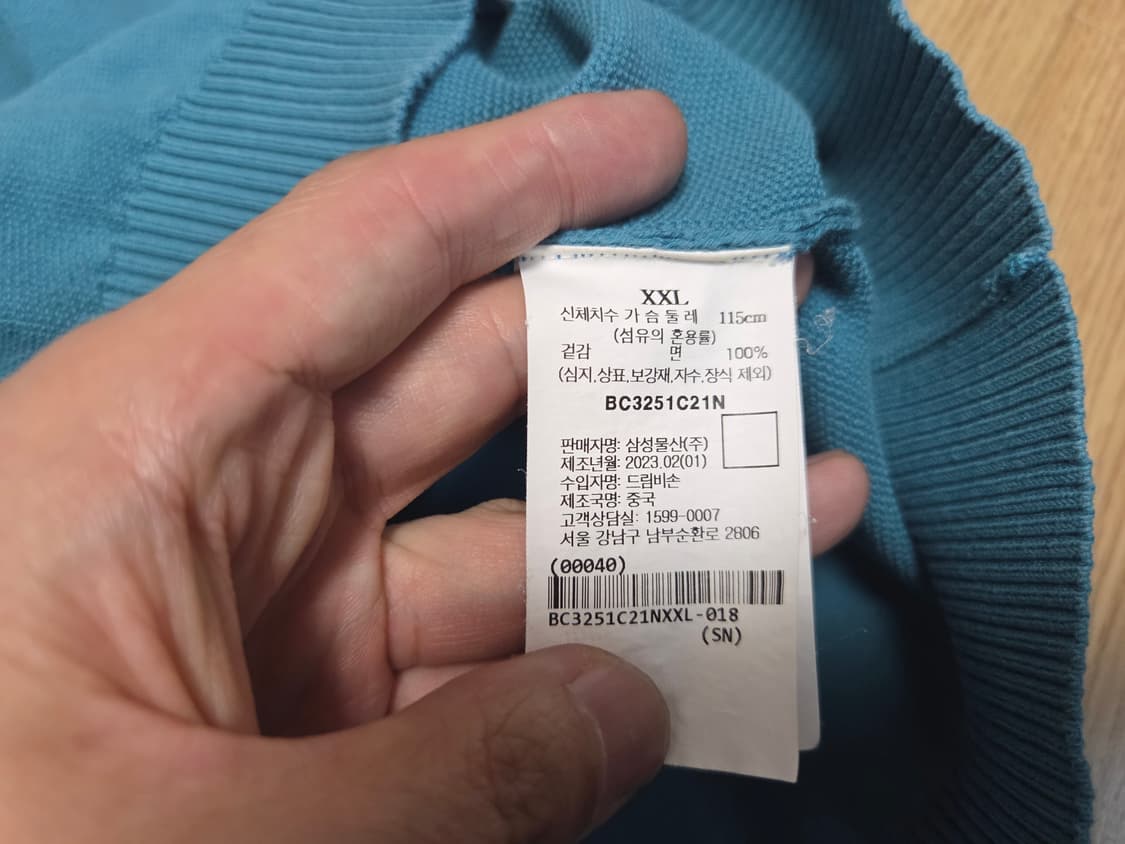 XXL
신체치수 가 슴 둘 레 115cm
(섬유의 혼용률)
겉감 면 100%
(심지,상표,보강재,자수,장식 제외)
BC3251C21N
판매자명: 삼성물산(주)
제조년월: 2023.02(01)
수입자명: 드림비손
제조국명: 중국
고객상담실: 1599-0007
서울 강남구 남부순환로 2806
(00040)
BC3251C21NXXL-018
(SN)